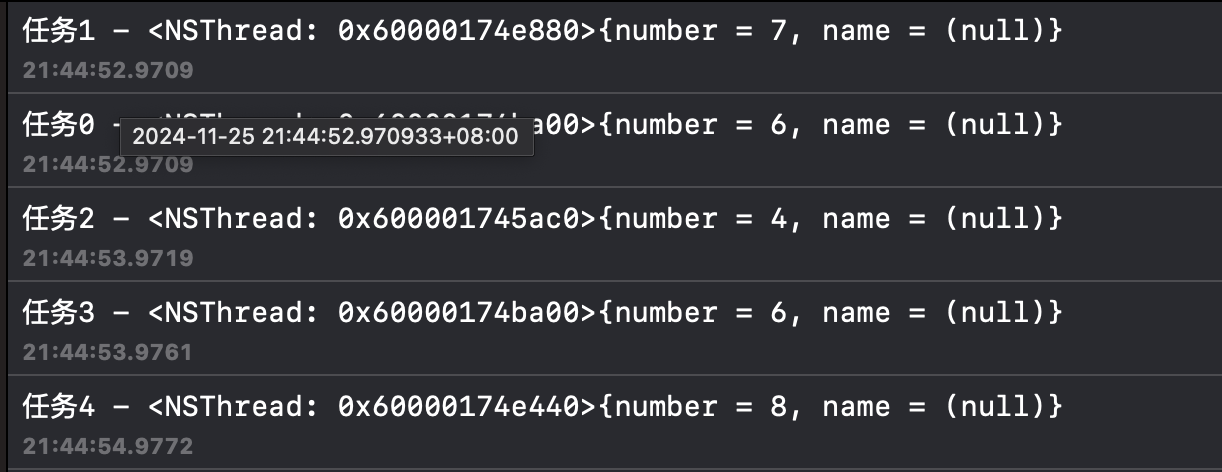 任务1 – <NSThread: 0x60000174e880>{number = 7, name = (null)}
21:44:52.9709
任务0 - a00>{number = 6, name = (null)}
2024-11-25 21:44:52.970933+08:00
21:44:52.9709
任务2 – <NSThread: 0x600001745ac0>{number = 4, name = (null)}
21:44:53.9719
任务3 – <NSThread: 0x60000174ba00>{number = 6, name = (null)}
21:44:53.9761
任务4 – <NSThread: 0x60000174e440>{number = 8, name = (null)}
21:44:54.9772